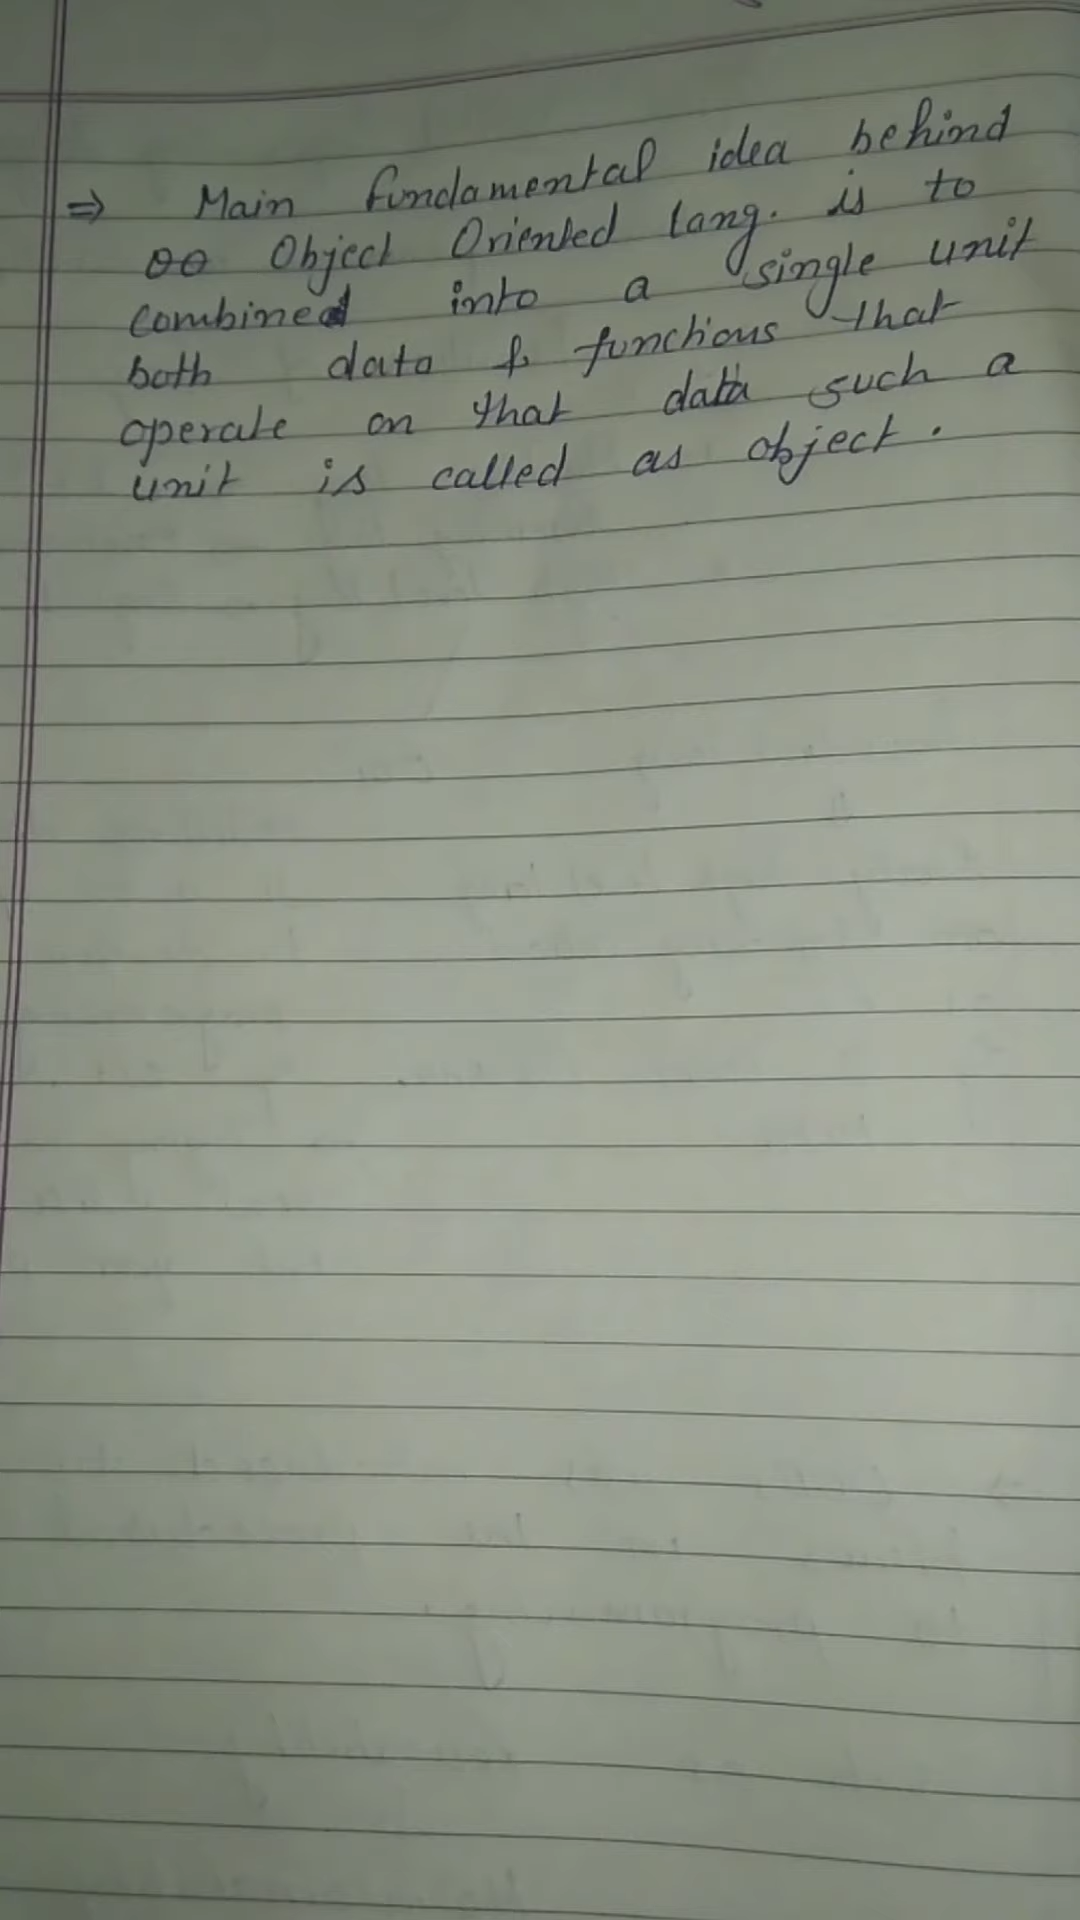 ⇒ Main fundamental idea behind
OO Object Oriented lang. is to
combined into a single unit
both data & functions that
operate on that data such a
unit is called as object.